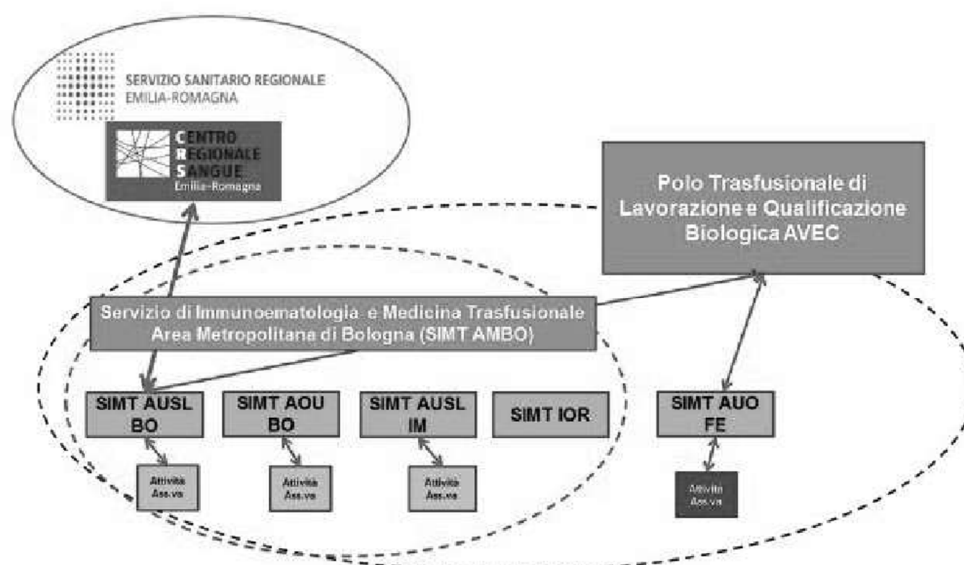 SERVIZIO SANITARIO REGIONALE
EMILIA-ROMAGNA
CENTRO
REGIONALE
SANGUE
Emilia-Romagna
Polo Trasfusionale di
Lavorazione e Qualificazione
Biologica AVEC
Servizio di Immunoematologia e Medicina Trasfusionale
Area Metropolitana di Bologna (SIMT AMBO)
SIMT AUSL
BO
SIMT AOU
BO
SIMT AUSL
IM
SIMT IOR
SIMT AUO
FE
Attività
Ass.va
Attività
Ass.va
Attività
Ass.va
Attività
Ass.va